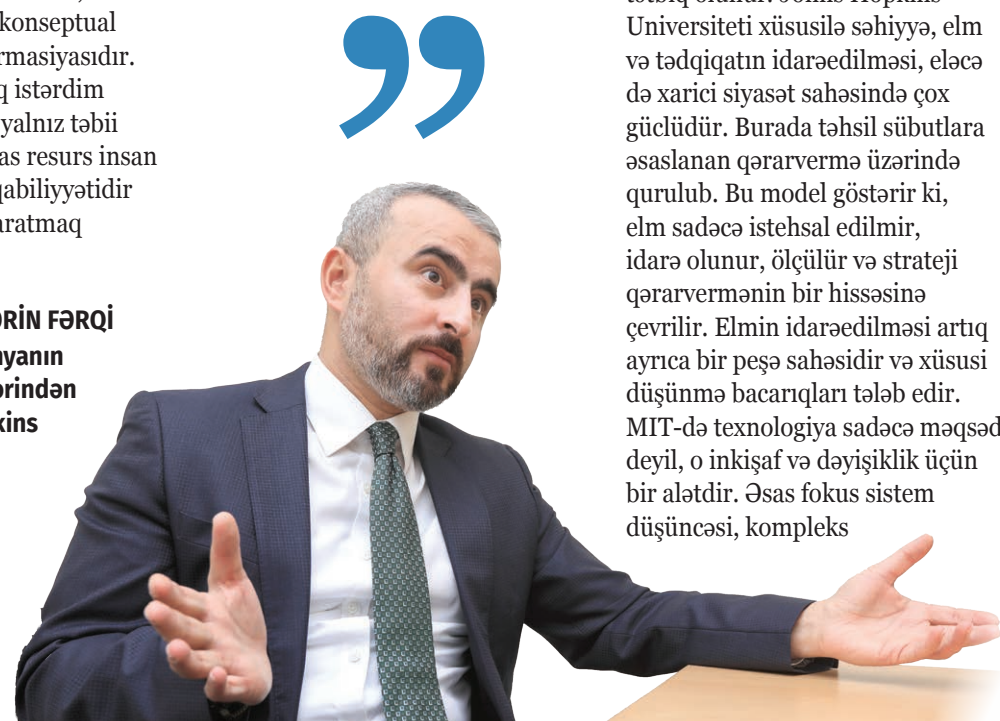 konseptual
rmasiyasıdır.
q istərdim
yalnız təbii
as resurs insan
qabiliyyətidir
aratmaq
ƏRİN FƏRQİ
nyanın
ərindən
kins
”
Universiteti xüsusilə səhiyyə, elm
və tədqiqatın idarəedilməsi, eləcə
də xarici siyasət sahəsində çox
güclüdür. Burada təhsil sübutlara
əsaslanan qərarvermə üzərində
qurulub. Bu model göstərir ki,
elm sadəcə istehsal edilmir,
idarə olunur, ölçülür və strateji
qərarvermənin bir hissəsinə
çevrilir. Elmin idarəedilməsi artıq
ayrıca bir peşə sahəsidir və xüsusi
düşünmə bacarıqları tələb edir.
MIT-də texnologiya sadəcə məqsəd
deyil, o inkişaf və dəyişiklik üçün
bir alətdir. Əsas fokus sistem
düşüncəsi, kompleks